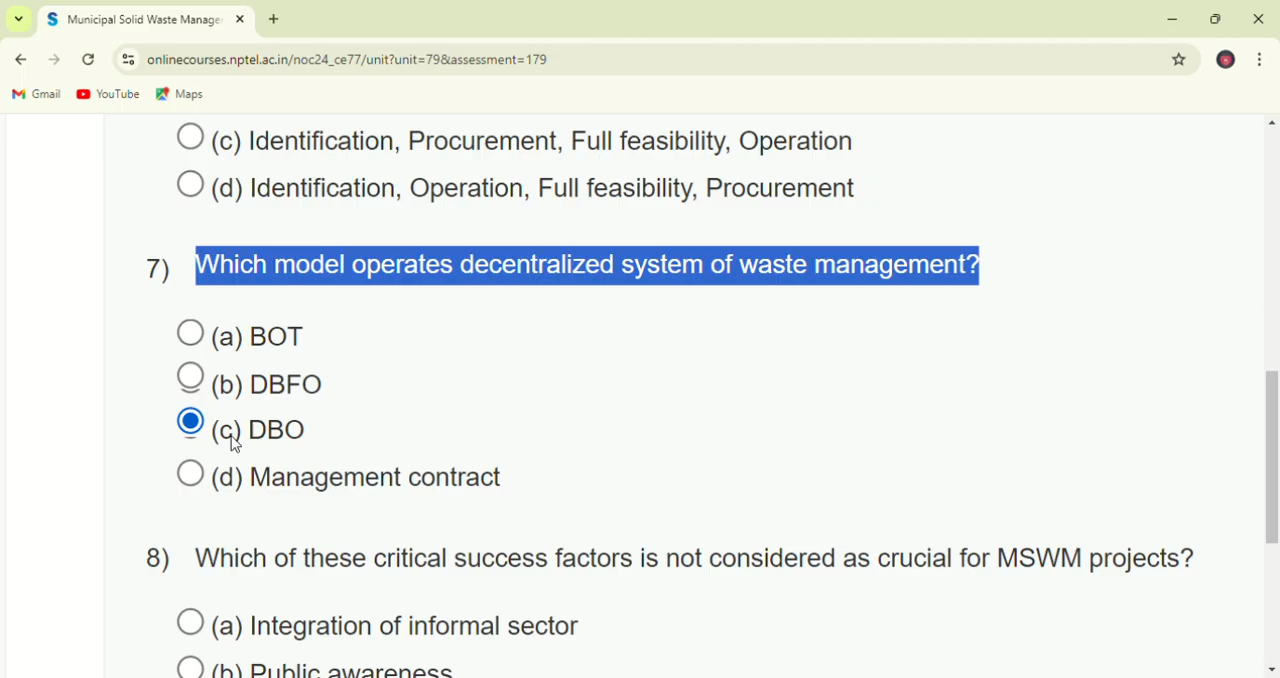 Municipal Solid Waste Manage
onlinecourses.nptel.ac.in/noc24_ce77/unit?unit=79&assessment=179
Gmail YouTube Maps
(c) Identification, Procurement, Full feasibility, Operation
(d) Identification, Operation, Full feasibility, Procurement
7) Which model operates decentralized system of waste management?
(a) BOT
(b) DBFO
(c) DBO
(d) Management contract
8) Which of these critical success factors is not considered as crucial for MSWM projects?
(a) Integration of informal sector
(b) Public awareness